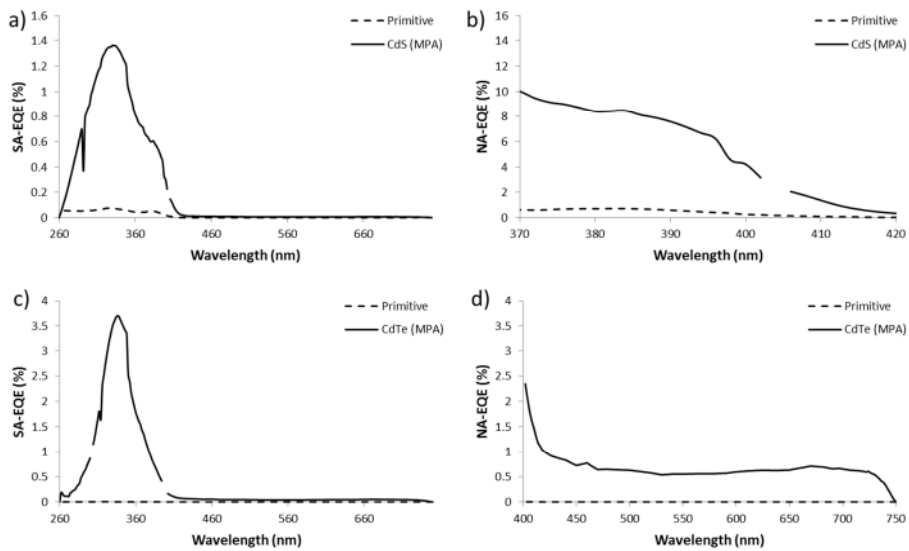 a)
Primitive
CdS (MPA)
SA-EQE (%)
1.6
1.4
1.2
1
0.8
0.6
0.4
0.2
0
260 360 460 560 660
Wavelength (nm)
b)
Primitive
CdS (MPA)
NA-EQE (%)
16
14
12
10
8
6
4
2
0
370 380 390 400 410 420
Wavelength (nm)
c)
Primitive
CdTe (MPA)
SA-EQE (%)
4
3.5
3
2.5
2
1.5
1
0.5
0
260 360 460 560 660
Wavelength (nm)
d)
Primitive
CdTe (MPA)
NA-EQE (%)
4
3.5
3
2.5
2
1.5
1
0.5
0
400 450 500 550 600 650 700 750
Wavelength (nm)